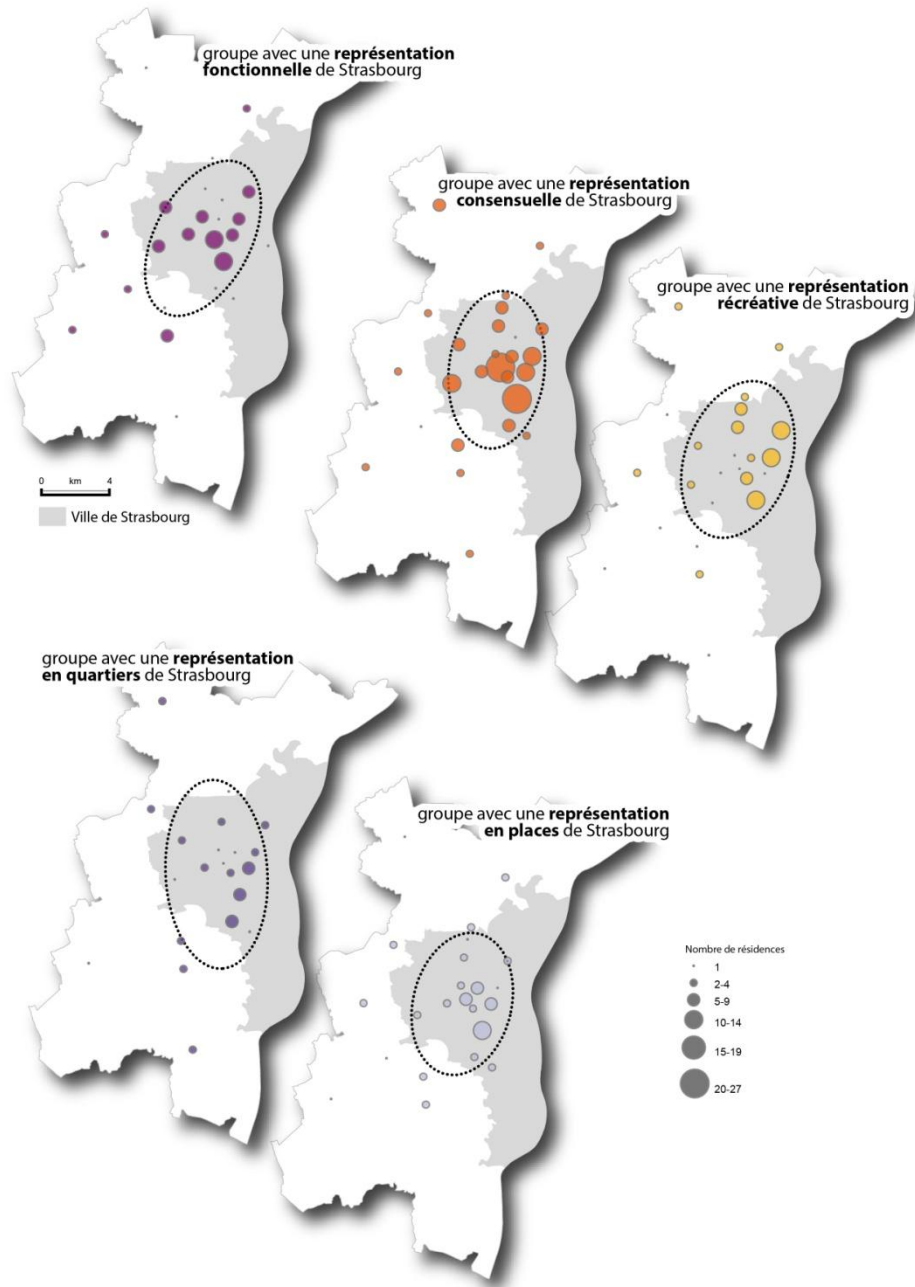 groupe avec une représentation
fonctionnelle de Strasbourg
groupe avec une représentation
consensuelle de Strasbourg
groupe avec une représentation
récréative de Strasbourg
0 km 4
Ville de Strasbourg
groupe avec une représentation
en quartiers de Strasbourg
groupe avec une représentation
en places de Strasbourg
Nombre de résidences
1
2-4
5-9
10-14
15-19
20-27